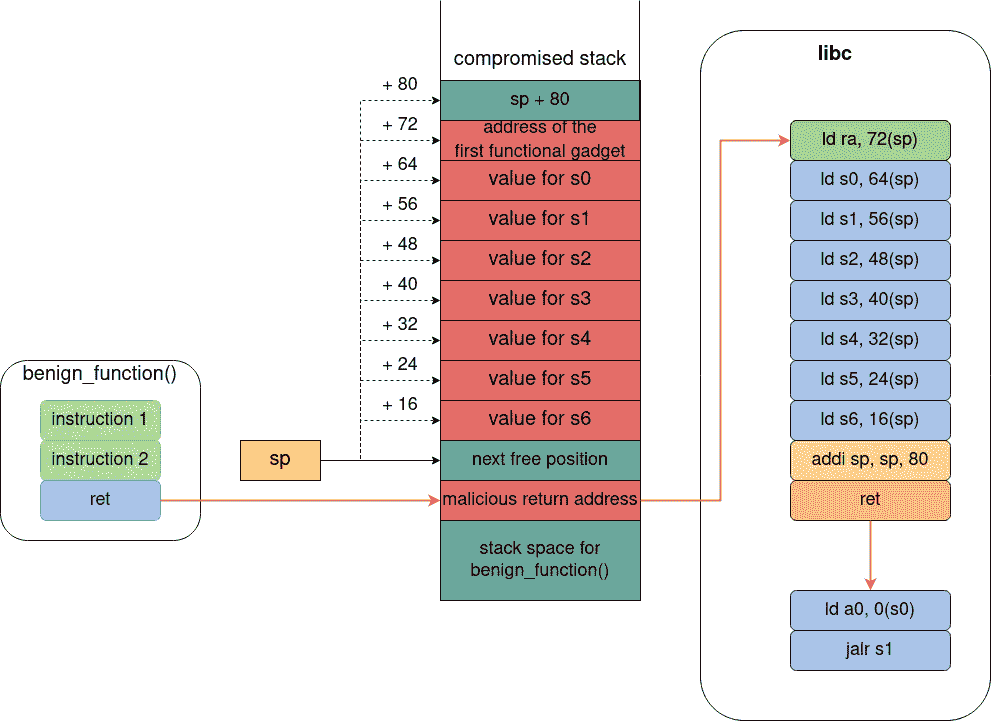 libc
compromised stack
+ 80
sp + 80
+ 72
address of the
first functional gadget
ld ra, 72(sp)
+ 64
value for s0
ld s0, 64(sp)
+ 56
value for s1
ld s1, 56(sp)
+ 48
value for s2
ld s2, 48(sp)
+ 40
value for s3
ld s3, 40(sp)
+ 32
value for s4
ld s4, 32(sp)
+ 24
value for s5
ld s5, 24(sp)
+ 16
value for s6
ld s6, 16(sp)
benign_function()
instruction 1
instruction 2
ret
sp
next free position
addi sp, sp, 80
malicious return address
ret
stack space for
benign_function()
ld a0, 0(s0)
jalr s1